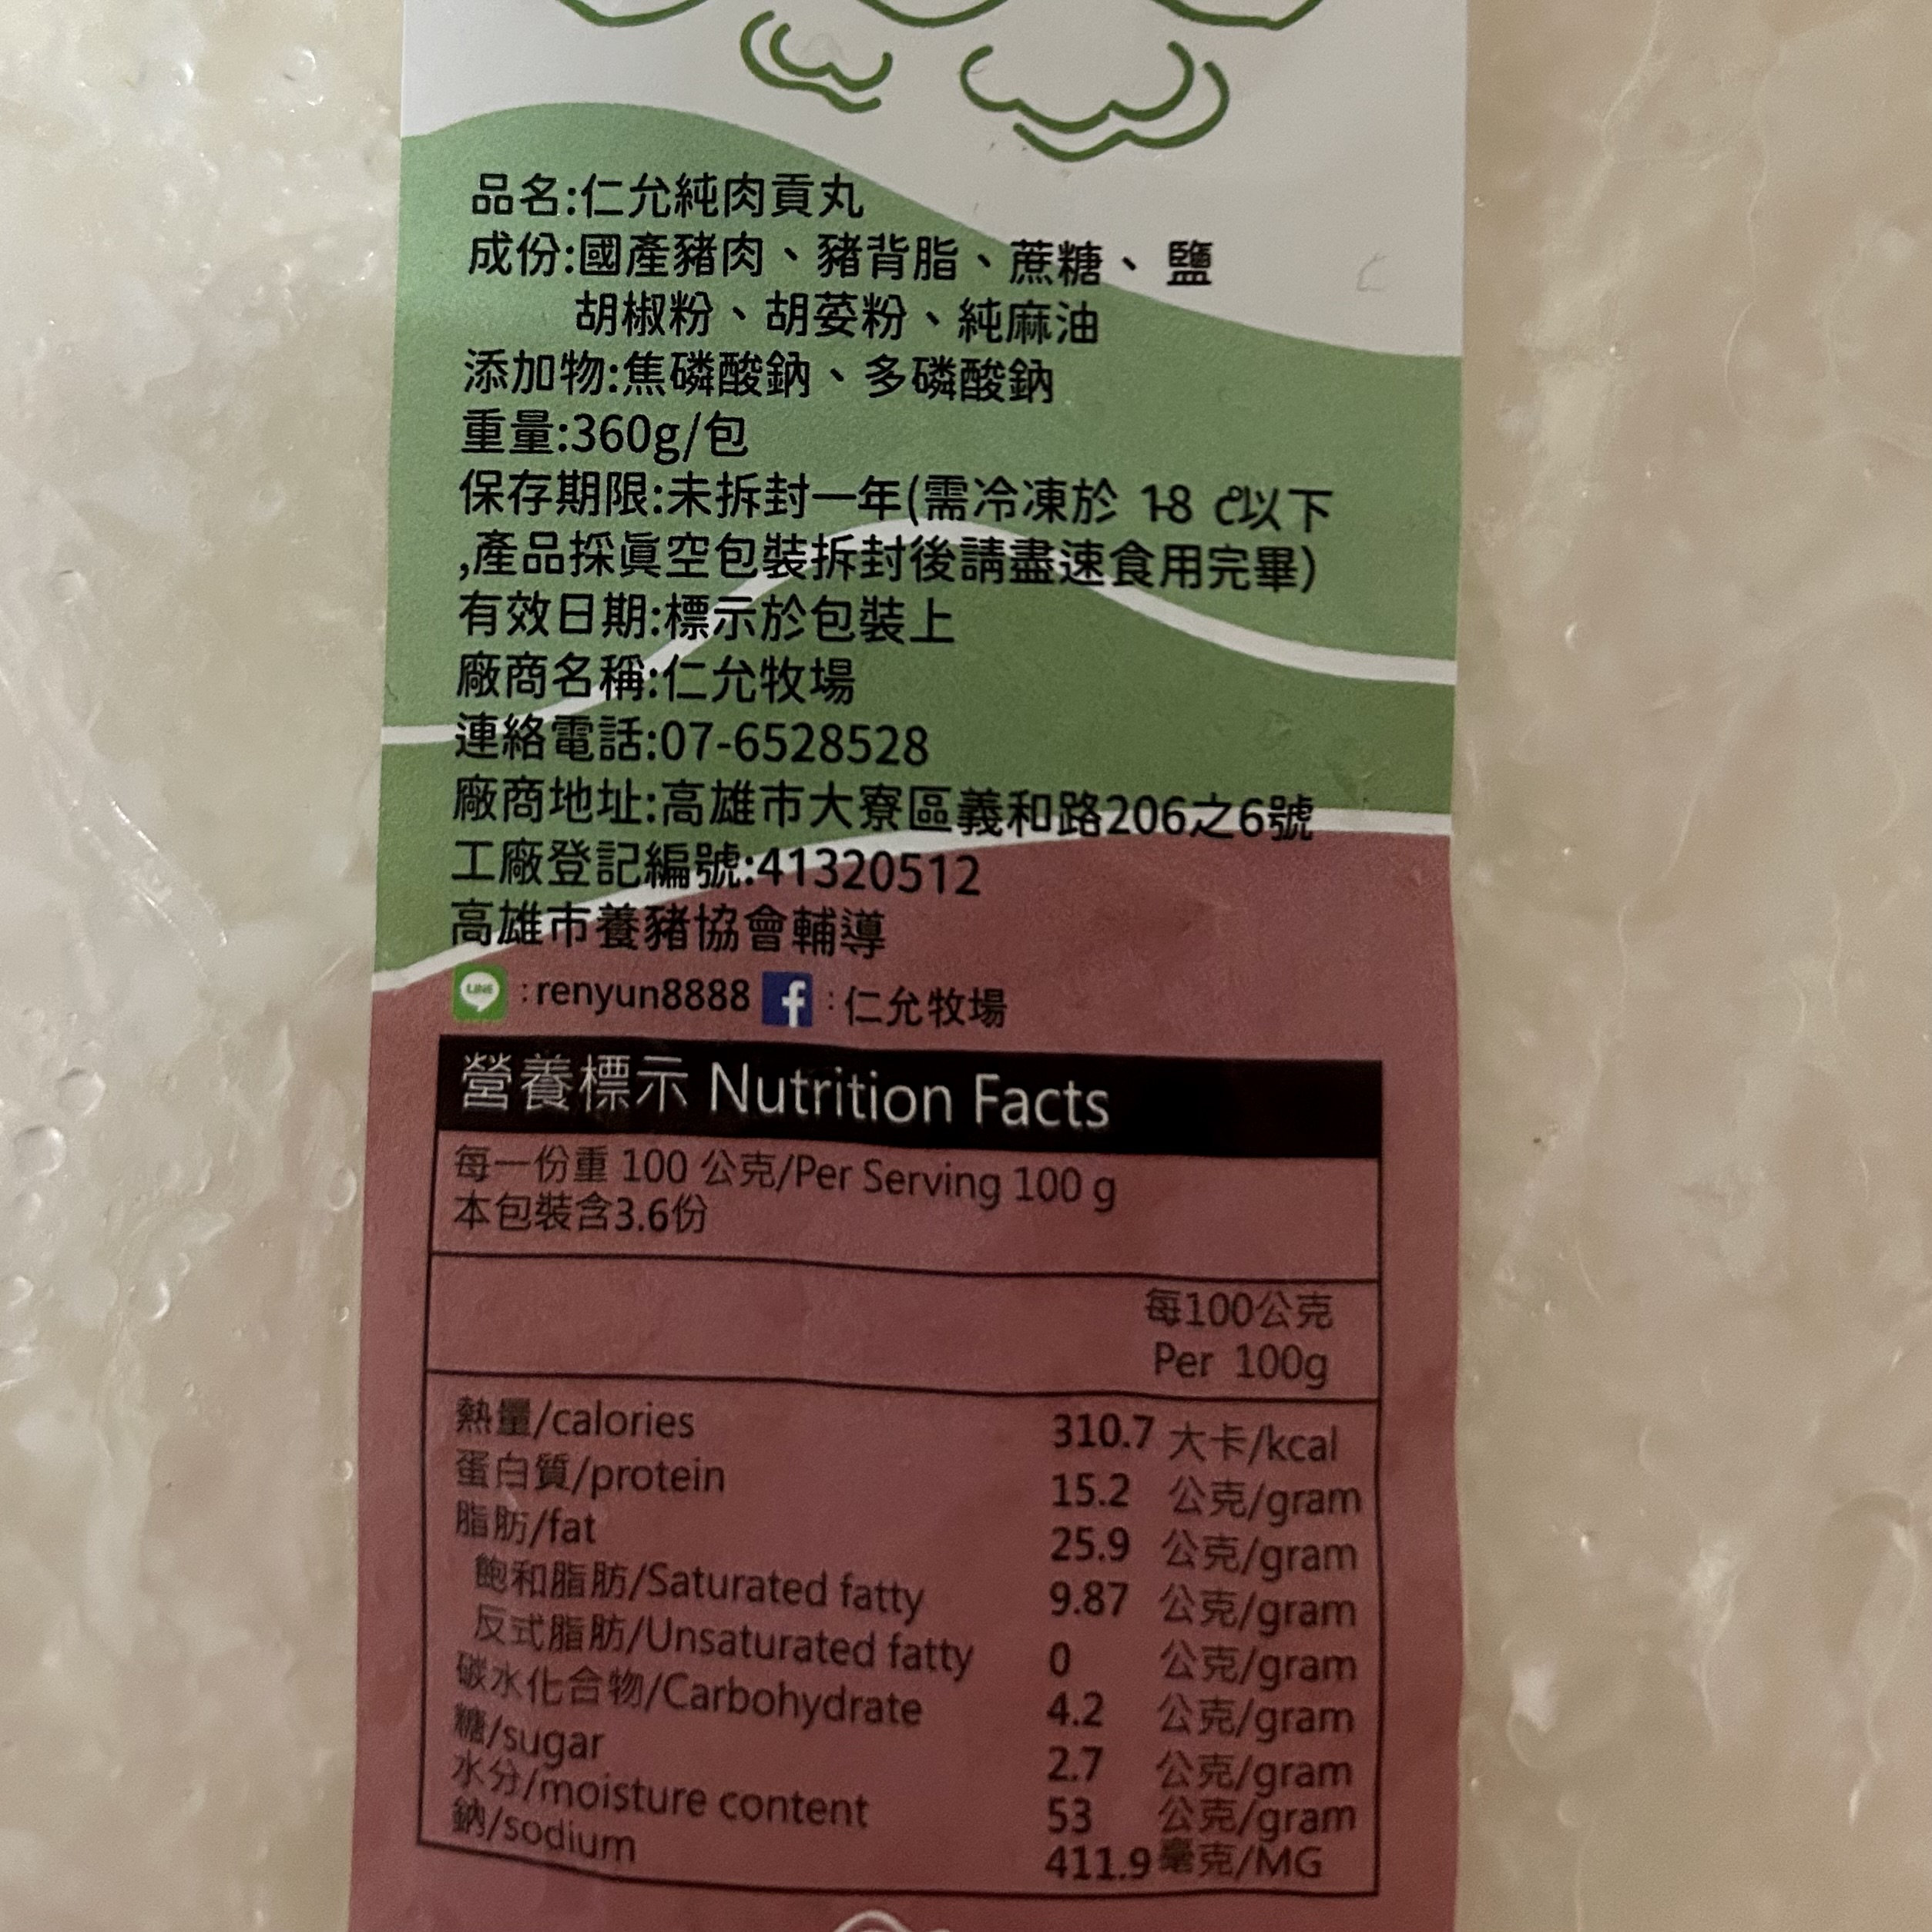 品名:仁允純肉貢丸
成份:國產豬肉、豬背脂、蔗糖、 鹽
胡椒粉、胡荽粉、純麻油
添加物:焦磷酸鈉、多磷酸鈉
重量:360g/包
保存期限:未拆封一年(需冷凍於 -18 ℃以下
,產品採眞空包裝拆封後請盡速食用完畢)
有效日期:標示於包裝上
廠商名稱:仁允牧場
連絡電話:07-6528528
廠商地址:高雄市大寮區義和路206之6號
工廠登記編號:41320512
高雄市養豬協會輔導
LINE :renyun8888 f :仁允牧場
營養標示 Nutrition Facts
每一份重 100 公克/Per Serving 100 g
本包裝含3.6份
每100公克
Per 100g
熱量/calories 310.7 大卡/kcal
蛋白質/protein 15.2 公克/gram
脂肪/fat 25.9 公克/gram
飽和脂肪/Saturated fatty 9.87 公克/gram
反式脂肪/Unsaturated fatty 0 公克/gram
碳水化合物/Carbohydrate 4.2 公克/gram
糖/sugar 2.7 公克/gram
水分/moisture content 53 公克/gram
鈉/sodium 411.9 毫克/MG